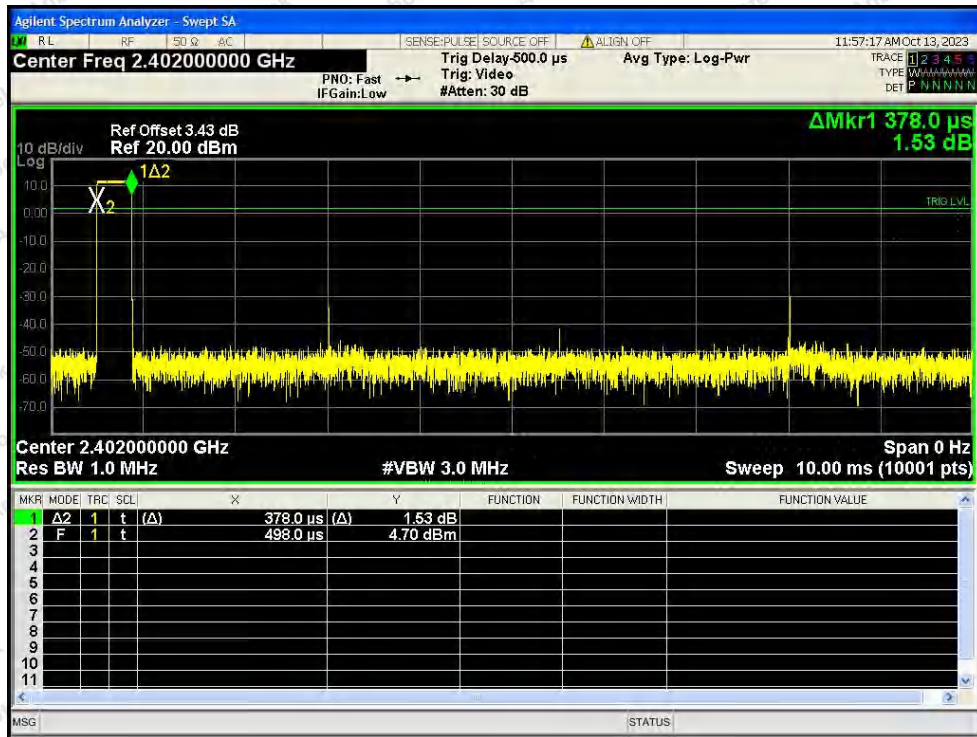 Agilent Spectrum Analyzer - Swept SA
RL RF 50 Ω AC SENSE:PULSE SOURCE OFF ALIGN OFF 11:57:17 AM Oct 13, 2023
Center Freq 2.402000000 GHz
PNO: Fast
IFGain:Low
Trig Delay-500.0 µs
Trig: Video
#Atten: 30 dB
Avg Type: Log-Pwr
TRACE 1 2 3 4 5 6
TYPE WWWWWW
DET P N N N N N
ΔMkr1 378.0 µs
1.53 dB
Ref Offset 3.43 dB
10 dB/div Ref 20.00 dBm
Log
1Δ2
10.0
X2
TRIG LVL
0.00
-10.0
-20.0
-30.0
-40.0
-50.0
-60.0
-70.0
Center 2.402000000 GHz Span 0 Hz
Res BW 1.0 MHz #VBW 3.0 MHz Sweep 10.00 ms (10001 pts)
MKR MODE TRC SCL X Y FUNCTION FUNCTION WIDTH FUNCTION VALUE
1 Δ2 1 t (Δ) 378.0 µs (Δ) 1.53 dB
2 F 1 t 498.0 µs 4.70 dBm
3
4
5
6
7
8
9
10
11
MSG STATUS